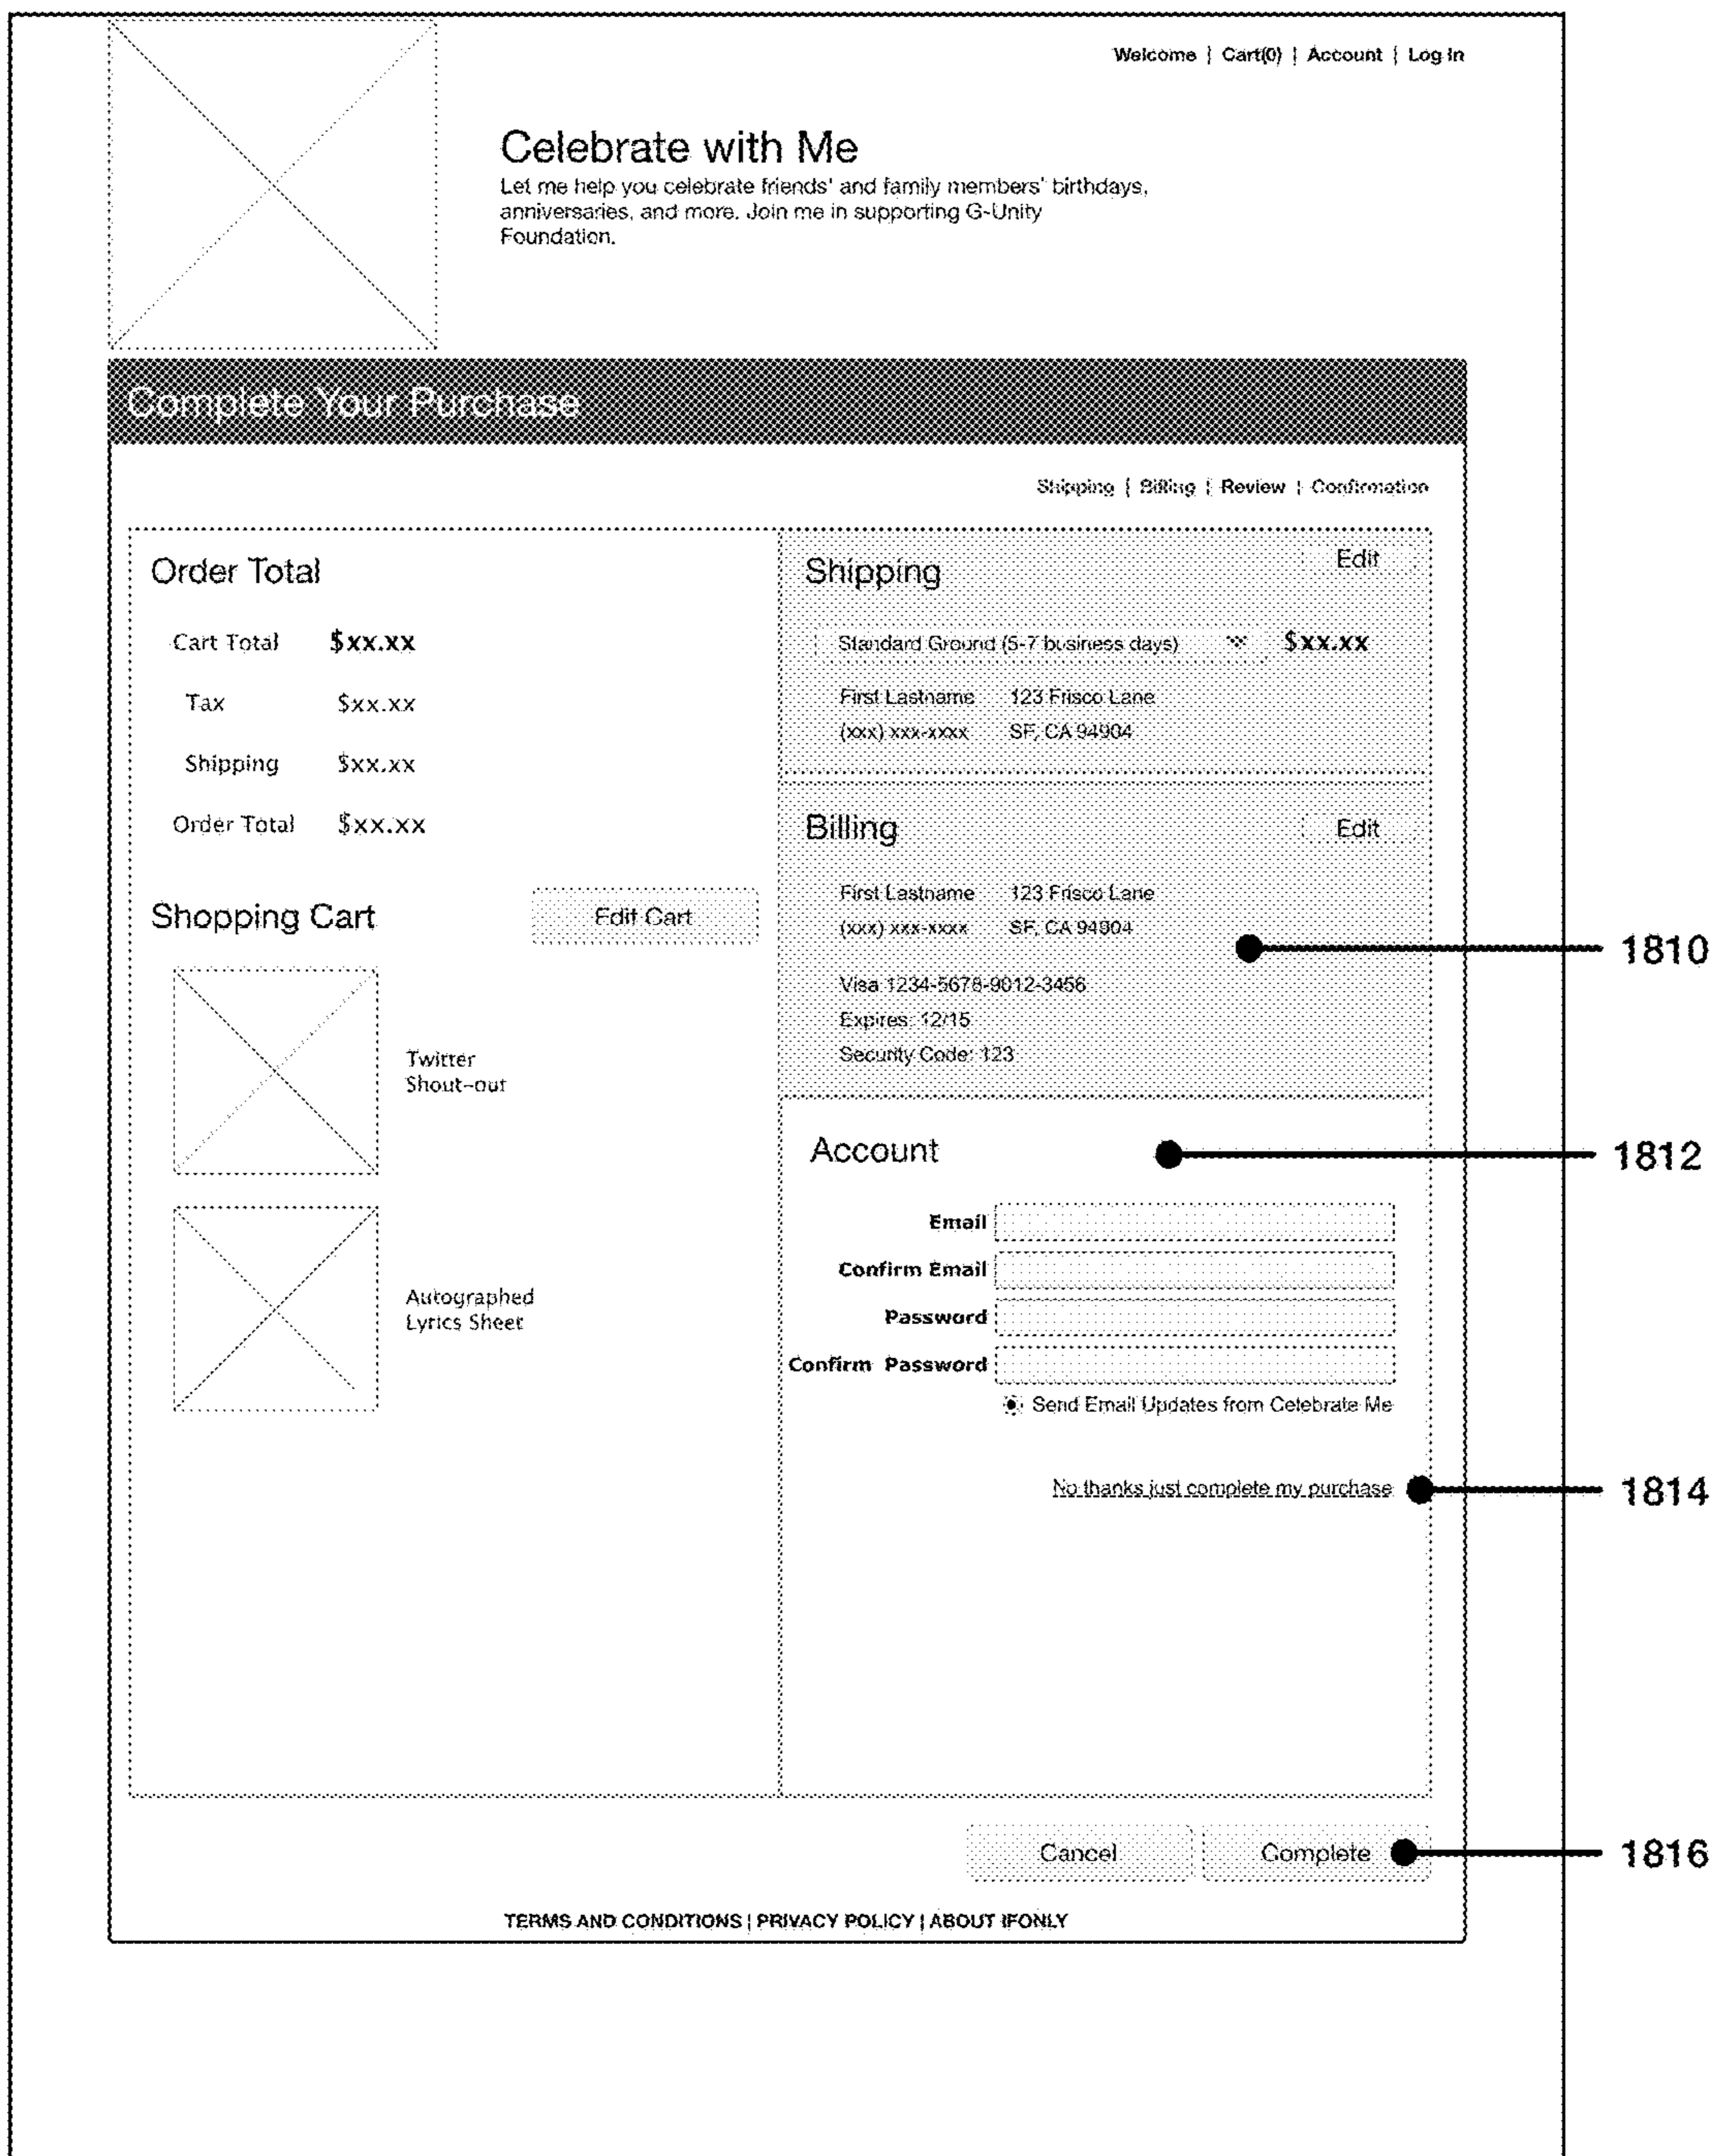 Welcome | Cart(0) | Account | Log In
Celebrate with Me
Let me help you celebrate friends' and family members' birthdays,
anniversaries, and more. Join me in supporting G-Unity
Foundation.
Complete Your Purchase
Shipping | Billing | Review | Confirmation
Order Total
Cart Total $xx.xx
Tax $xx.xx
Shipping $xx.xx
Order Total $xx.xx
Shopping Cart Edit Cart
Twitter
Shout-out
Autographed
Lyrics Sheet
Shipping Edit
Standard Ground (5-7 business days) $xx.xx
First Lastname 123 Frisco Lane
(xxx) xxx-xxxx SF, CA 94904
Billing Edit
First Lastname 123 Frisco Lane
(xxx) xxx-xxxx SF, CA 94904
1810
Visa 1234-5678-9012-3456
Expires: 12/15
Security Code: 123
Account
1812
Email
Confirm Email
Password
Confirm Password
Send Email Updates from Celebrate Me
No thanks just complete my purchase
1814
Cancel Complete
1816
TERMS AND CONDITIONS | PRIVACY POLICY | ABOUT IFONLY